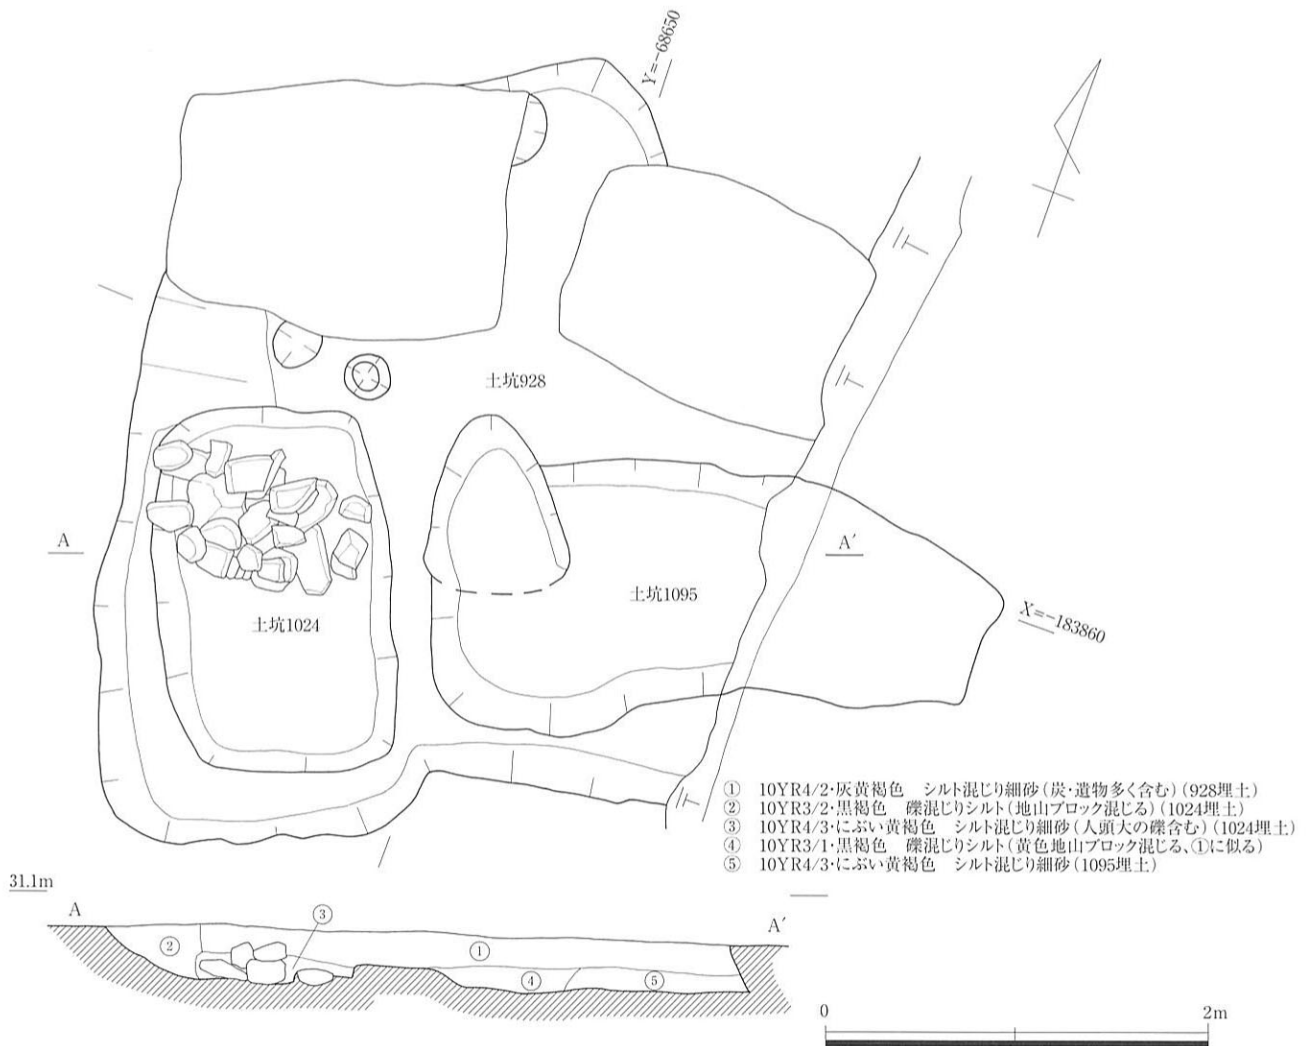 Y=-68650
土坑928
A
A′
土坑1095
土坑1024
X=-183860
① 10YR4/2・灰黄褐色 シルト混じり細砂(炭・遺物多く含む)(928埋土)
② 10YR3/2・黒褐色 礫混じりシルト(地山ブロック混じる)(1024埋土)
③ 10YR4/3・にぶい黄褐色 シルト混じり細砂(人頭大の礫含む)(1024埋土)
④ 10YR3/1・黒褐色 礫混じりシルト(黄色地山ブロック混じる、①に似る)
⑤ 10YR4/3・にぶい黄褐色 シルト混じり細砂(1095埋土)
31.1m
A
A′
③
②
①
④
⑤
0
2m